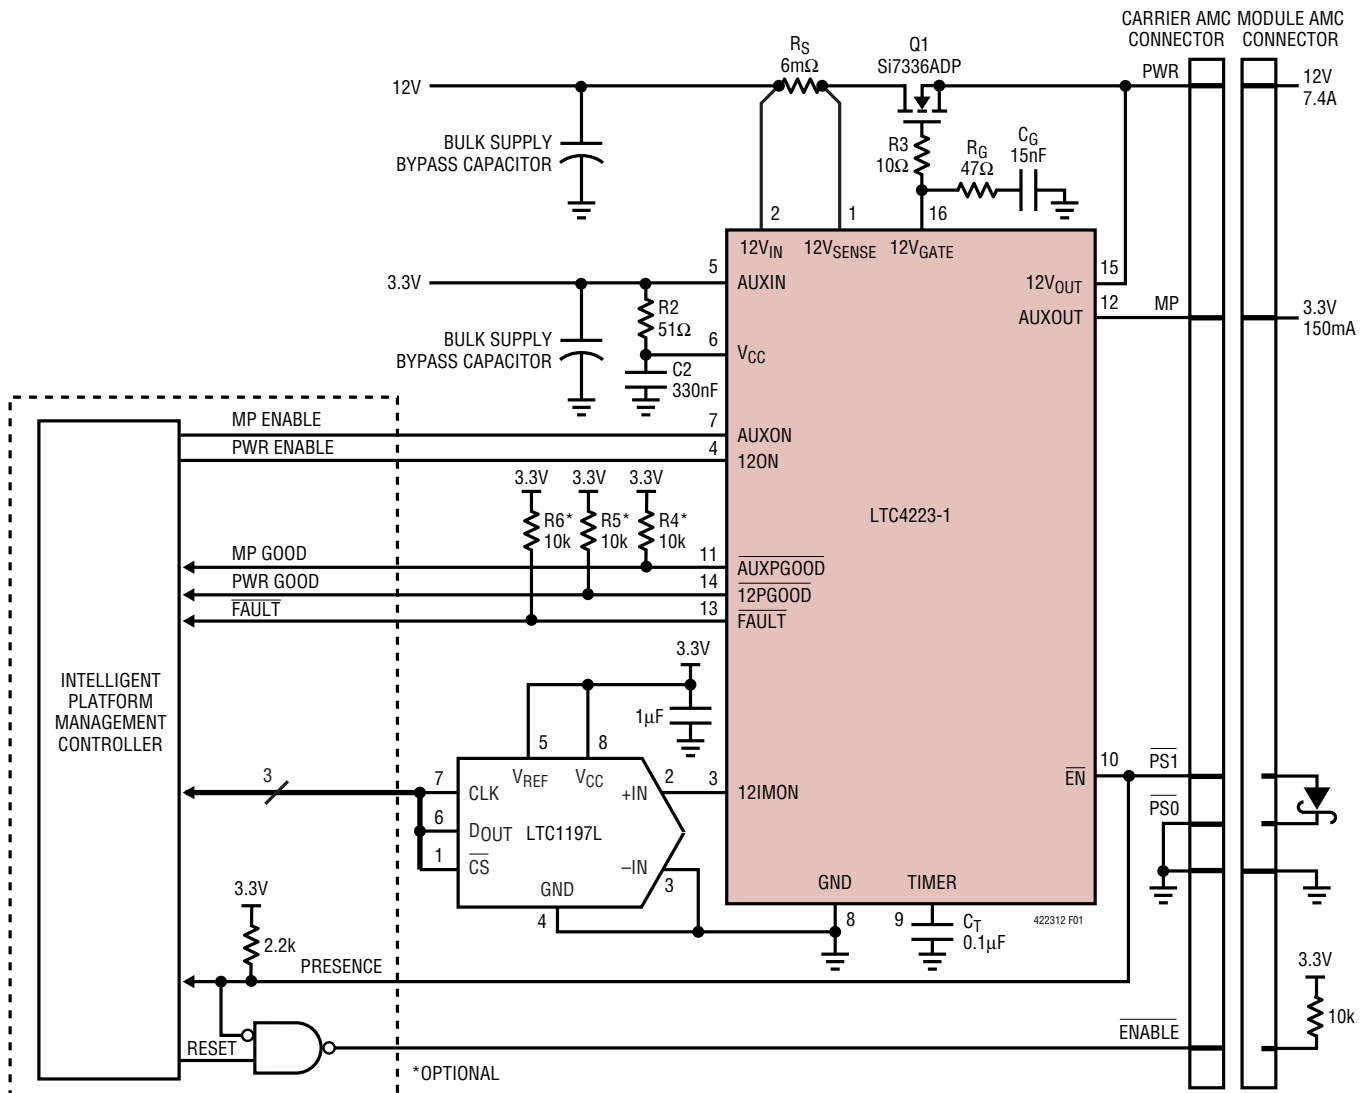 CARRIER AMC CONNECTOR
MODULE AMC CONNECTOR
RS
6mΩ
Q1
Si7336ADP
PWR
12V
12V
7.4A
BULK SUPPLY
BYPASS CAPACITOR
R3
10Ω
RG
47Ω
CG
15nF
2
1
16
12VIN
12VSENSE
12VGATE
3.3V
5
AUXIN
15
12VOUT
R2
51Ω
12
MP
AUXOUT
3.3V
150mA
BULK SUPPLY
BYPASS CAPACITOR
6
VCC
C2
330nF
MP ENABLE
7
AUXON
PWR ENABLE
4
12ON
3.3V
3.3V
3.3V
R6*
10k
R5*
10k
R4*
10k
LTC4223-1
MP GOOD
11
AUXPGOOD
PWR GOOD
14
12PGOOD
FAULT
13
FAULT
INTELLIGENT
PLATFORM
MANAGEMENT
CONTROLLER
3.3V
1µF
5
8
VREF
VCC
3
7
CLK
+IN
2
3
12IMON
10
EN
PS1
PS0
6
DOUT
LTC1197L
1
CS
–IN
3
GND
4
GND
8
TIMER
9
CT
0.1µF
422312 F01
3.3V
2.2k
PRESENCE
3.3V
10k
RESET
ENABLE
*OPTIONAL